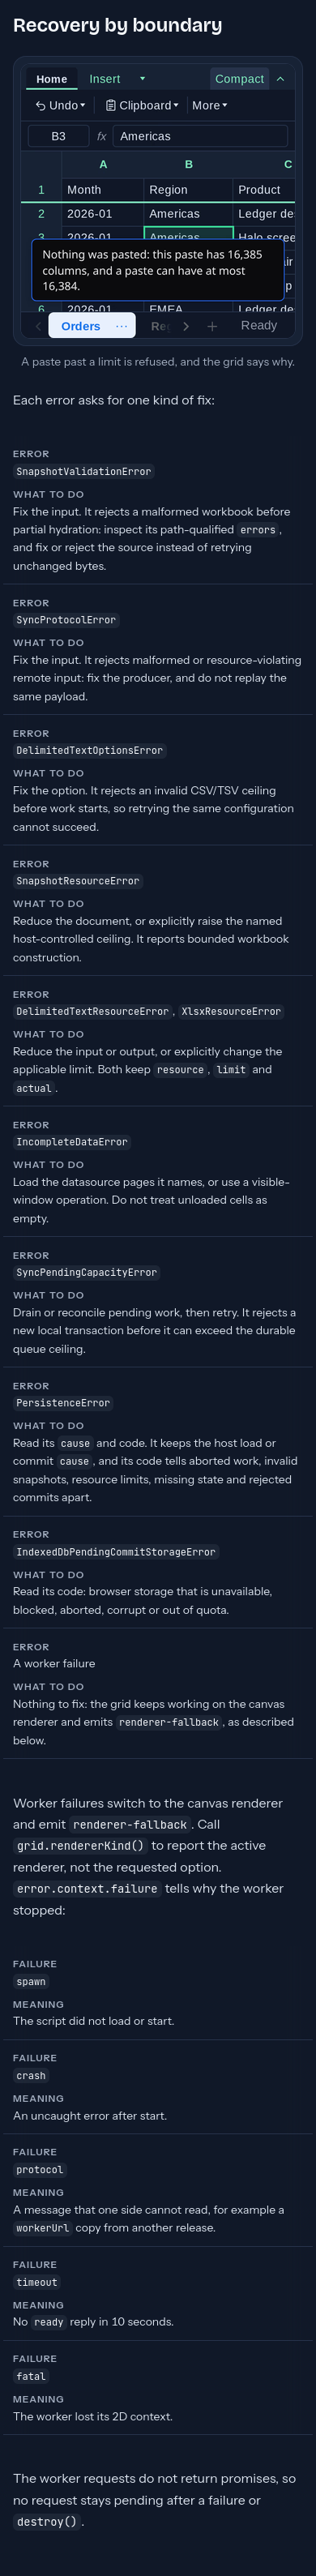 Recovery by boundary
Home Insert Compact
Undo Clipboard More
B3 fx Americas
A B C
1 Month Region Product
2 2026-01 Americas Ledger de
3 2026-01 Americas Halo scree
Nothing was pasted: this paste has 16,385
columns, and a paste can have at most
16,384.
6 2026-01 EMEA Ledger de
Orders ··· Re + Ready
A paste past a limit is refused, and the grid says why.
Each error asks for one kind of fix:
ERROR
SnapshotValidationError
WHAT TO DO
Fix the input. It rejects a malformed workbook before
partial hydration: inspect its path-qualified errors,
and fix or reject the source instead of retrying
unchanged bytes.
ERROR
SyncProtocolError
WHAT TO DO
Fix the input. It rejects malformed or resource-violating
remote input: fix the producer, and do not replay the
same payload.
ERROR
DelimitedTextOptionsError
WHAT TO DO
Fix the option. It rejects an invalid CSV/TSV ceiling
before work starts, so retrying the same configuration
cannot succeed.
ERROR
SnapshotResourceError
WHAT TO DO
Reduce the document, or explicitly raise the named
host-controlled ceiling. It reports bounded workbook
construction.
ERROR
DelimitedTextResourceError, XlsxResourceError
WHAT TO DO
Reduce the input or output, or explicitly change the
applicable limit. Both keep resource, limit and
actual.
ERROR
IncompleteDataError
WHAT TO DO
Load the datasource pages it names, or use a visible-
window operation. Do not treat unloaded cells as
empty.
ERROR
SyncPendingCapacityError
WHAT TO DO
Drain or reconcile pending work, then retry. It rejects a
new local transaction before it can exceed the durable
queue ceiling.
ERROR
PersistenceError
WHAT TO DO
Read its cause and code. It keeps the host load or
commit cause, and its code tells aborted work, invalid
snapshots, resource limits, missing state and rejected
commits apart.
ERROR
IndexedDbPendingCommitStorageError
WHAT TO DO
Read its code: browser storage that is unavailable,
blocked, aborted, corrupt or out of quota.
ERROR
A worker failure
WHAT TO DO
Nothing to fix: the grid keeps working on the canvas
renderer and emits renderer-fallback, as described
below.
Worker failures switch to the canvas renderer
and emit renderer-fallback. Call
grid.rendererKind() to report the active
renderer, not the requested option.
error.context.failure tells why the worker
stopped:
FAILURE
spawn
MEANING
The script did not load or start.
FAILURE
crash
MEANING
An uncaught error after start.
FAILURE
protocol
MEANING
A message that one side cannot read, for example a
workerUrl copy from another release.
FAILURE
timeout
MEANING
No ready reply in 10 seconds.
FAILURE
fatal
MEANING
The worker lost its 2D context.
The worker requests do not return promises, so
no request stays pending after a failure or
destroy().